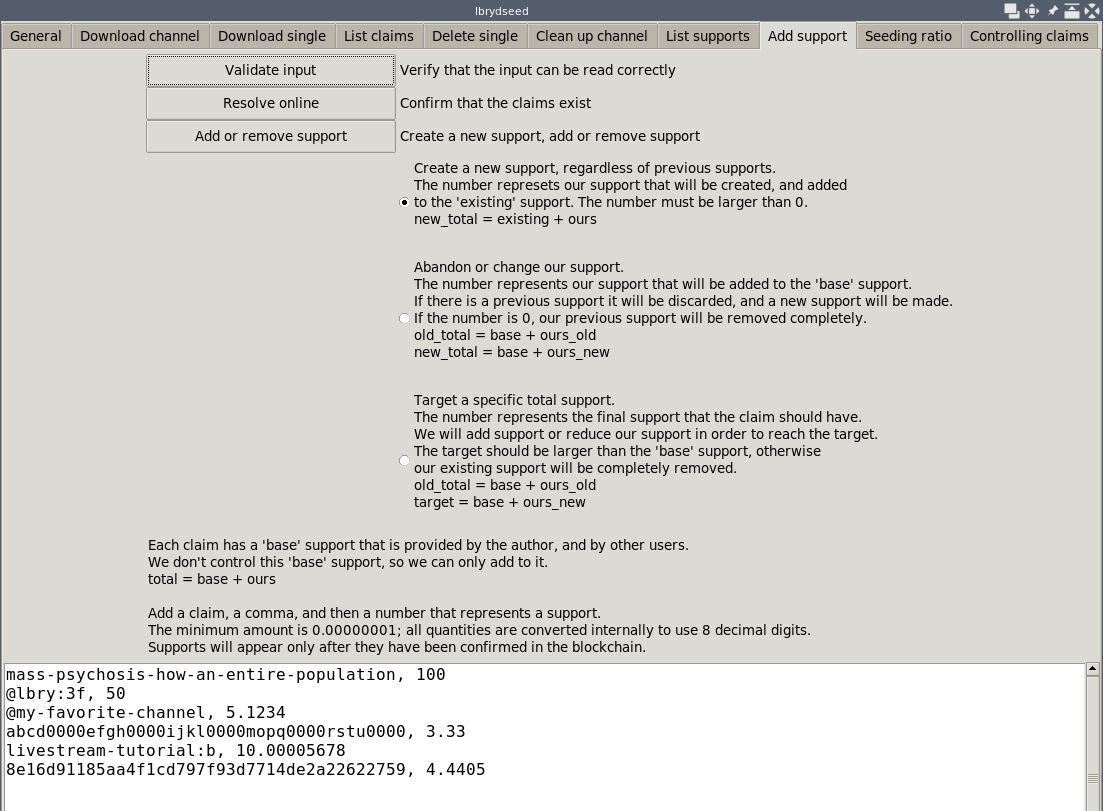 lbrydseed
General Download channel Download single List claims Delete single Clean up channel List supports Add support Seeding ratio Controlling claims
Validate input Verify that the input can be read correctly
Resolve online Confirm that the claims exist
Add or remove support Create a new support, add or remove support
Create a new support, regardless of previous supports.
The number represets our support that will be created, and added
to the 'existing' support. The number must be larger than 0.
new_total = existing + ours
Abandon or change our support.
The number represents our support that will be added to the 'base' support.
If there is a previous support it will be discarded, and a new support will be made.
If the number is 0, our previous support will be removed completely.
old_total = base + ours_old
new_total = base + ours_new
Target a specific total support.
The number represents the final support that the claim should have.
We will add support or reduce our support in order to reach the target.
The target should be larger than the 'base' support, otherwise
our existing support will be completely removed.
old_total = base + ours_old
target = base + ours_new
Each claim has a 'base' support that is provided by the author, and by other users.
We don't control this 'base' support, so we can only add to it.
total = base + ours
Add a claim, a comma, and then a number that represents a support.
The minimum amount is 0.00000001; all quantities are converted internally to use 8 decimal digits.
Supports will appear only after they have been confirmed in the blockchain.
mass-psychosis-how-an-entire-population, 100
@lbry:3f, 50
@my-favorite-channel, 5.1234
abcd0000efgh0000ijkl0000mopq0000rstu0000, 3.33
livestream-tutorial:b, 10.00005678
8e16d91185aa4f1cd797f93d7714de2a22622759, 4.4405